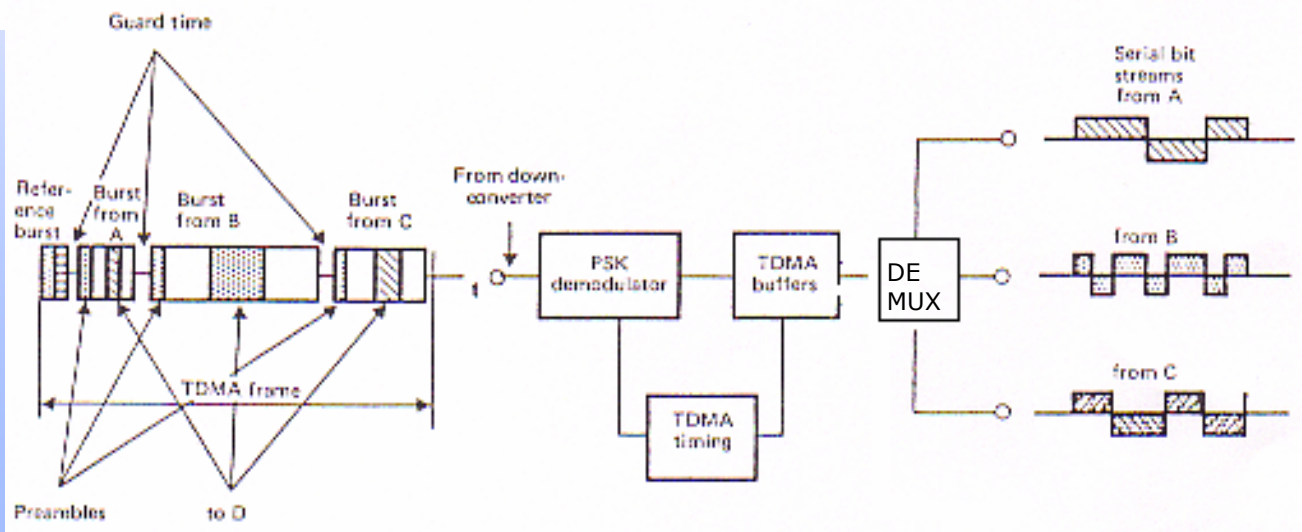 Guard time
Refer-
ence
burst
Burst
from
A
Burst
from B
Burst
from C
TDMA frame
Preambles
to D
t
From down-
converter
PSK
demodulator
TDMA
buffers
TDMA
timing
DE
MUX
Serial bit
streams
from A
from B
from C